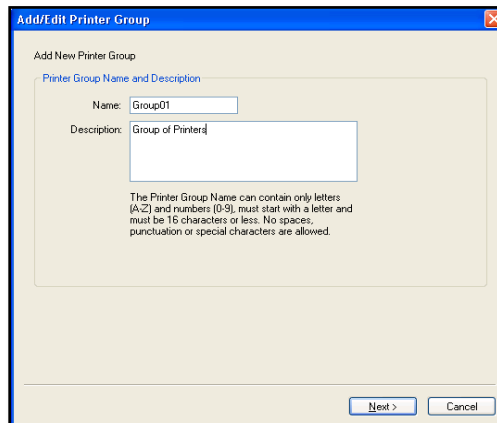 Add/Edit Printer Group
Add New Printer Group
Printer Group Name and Description
Name: Group01
Description: Group of Printers
The Printer Group Name can contain only letters
(A-Z) and numbers (0-9), must start with a letter and
must be 16 characters or less. No spaces,
punctuation or special characters are allowed.
Next > Cancel